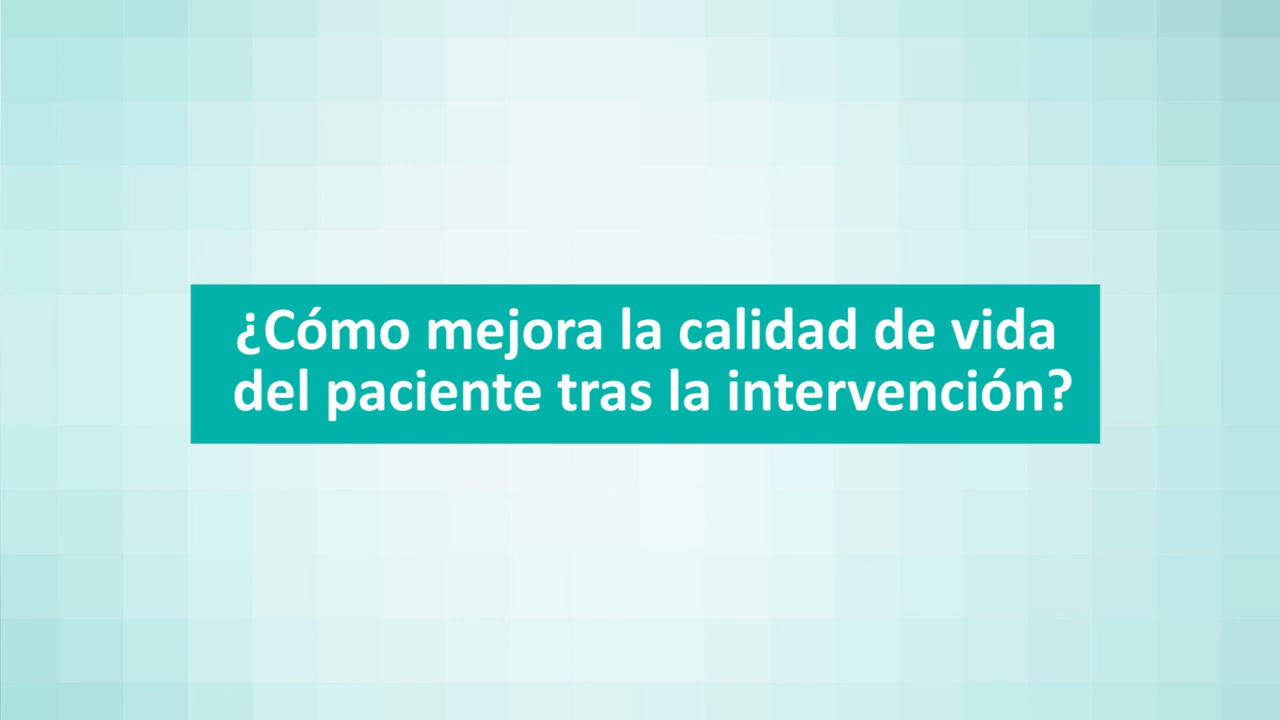 ¿Cómo mejora la calidad de vida
del paciente tras la intervención?